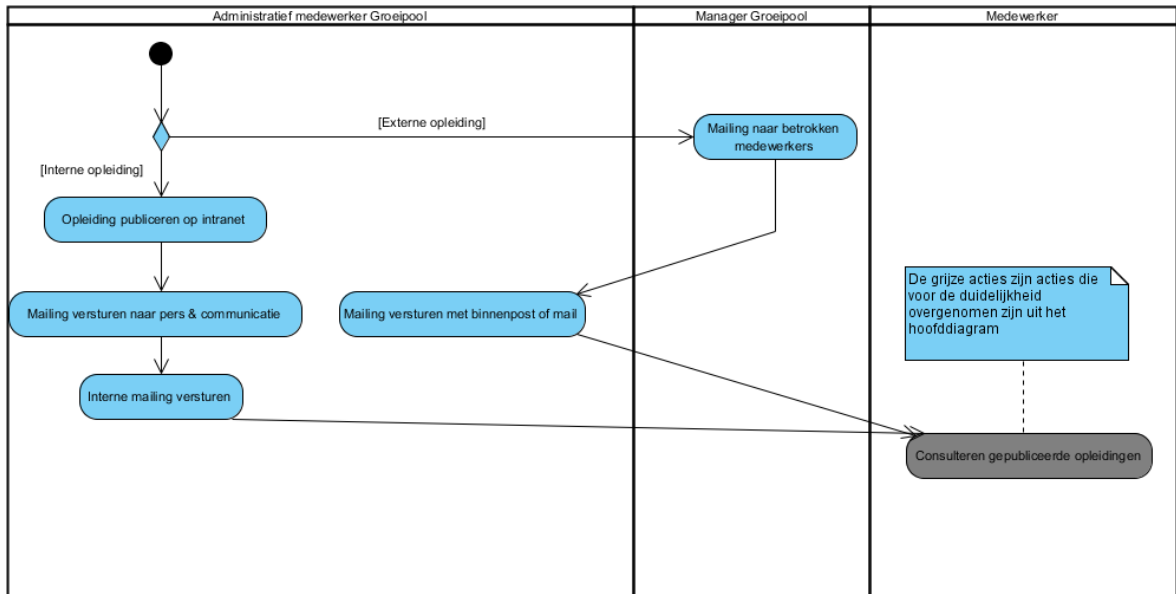 Administratief medewerker Groeipool
Manager Groeipool
Medewerker
[Externe opleiding]
Mailing naar betrokken
medewerkers
[Interne opleiding]
Opleiding publiceren op intranet
Mailing versturen naar pers & communicatie
Mailing versturen met binnenpost of mail
De grijze acties zijn acties die
voor de duidelijkheid
overgenomen zijn uit het
hoofddiagram
Interne mailing versturen
Consulteren gepubliceerde opleidingen